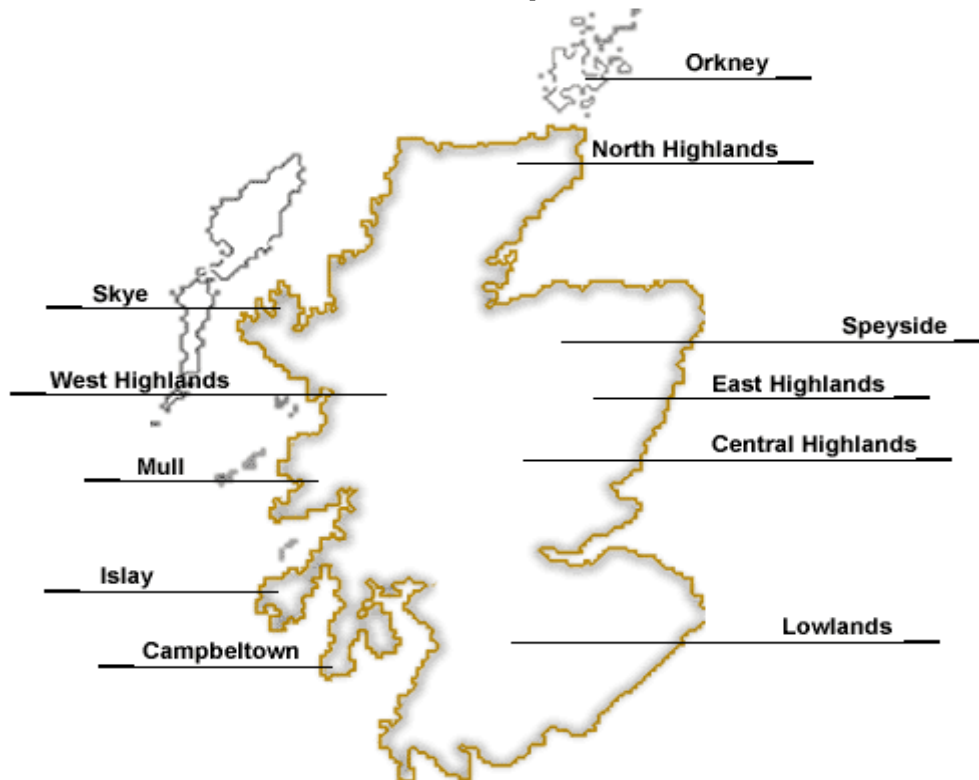 Orkney
North Highlands
Skye
Speyside
West Highlands
East Highlands
Central Highlands
Mull
Islay
Lowlands
Campbeltown